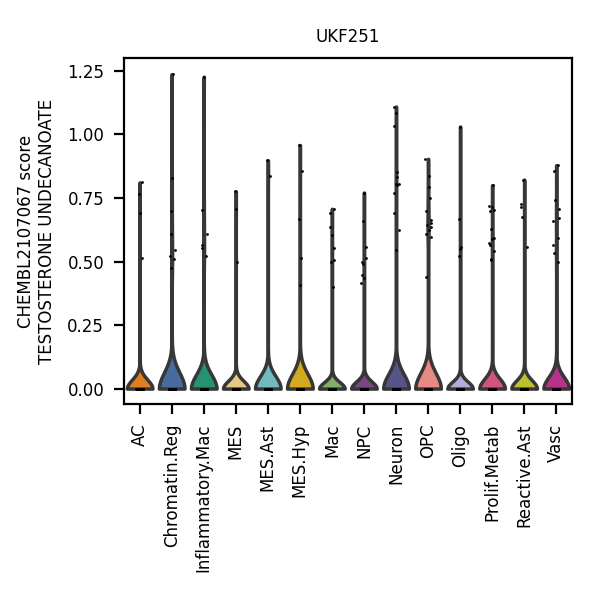 UKF251
CHEMBL2107067 score
TESTOSTERONE UNDECANOATE
1.25
1.00
0.75
0.50
0.25
0.00
AC
Chromatin.Reg
Inflammatory.Mac
MES
MES.Ast
MES.Hyp
Mac
NPC
Neuron
OPC
Oligo
Prolif.Metab
Reactive.Ast
Vasc